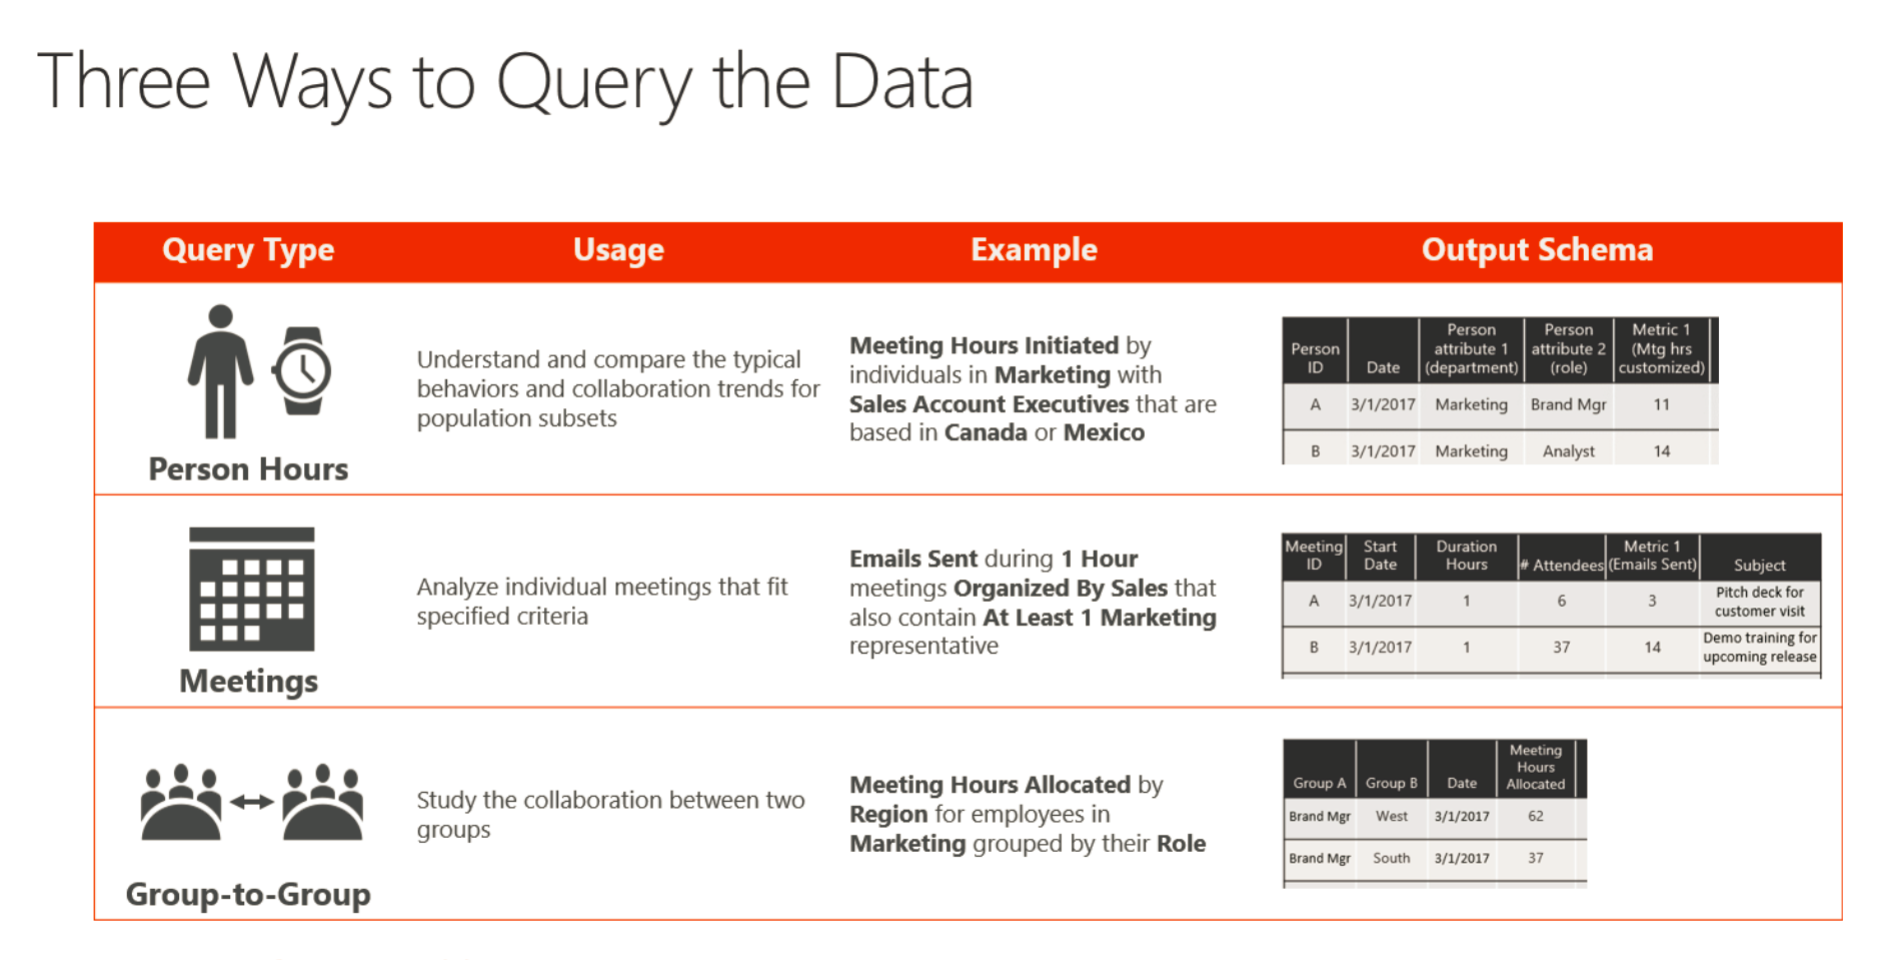 Three Ways to Query the Data
Query Type
Usage
Example
Output Schema
Person Hours
Understand and compare the typical
behaviors and collaboration trends for
population subsets
Meeting Hours Initiated by
individuals in Marketing with
Sales Account Executives that are
based in Canada or Mexico
Person ID Date Person attribute 1 (department) Person attribute 2 (role) Metric 1 (Mtg hrs customized)
A 3/1/2017 Marketing Brand Mgr 11
B 3/1/2017 Marketing Analyst 14
Meetings
Analyze individual meetings that fit
specified criteria
Emails Sent during 1 Hour
meetings Organized By Sales that
also contain At Least 1 Marketing
representative
Meeting ID Start Date Duration Hours # Attendees Metric 1 (Emails Sent) Subject
A 3/1/2017 1 6 3 Pitch deck for customer visit
B 3/1/2017 1 37 14 Demo training for upcoming release
Group-to-Group
Study the collaboration between two
groups
Meeting Hours Allocated by
Region for employees in
Marketing grouped by their Role
Group A Group B Date Meeting Hours Allocated
Brand Mgr West 3/1/2017 62
Brand Mgr South 3/1/2017 37